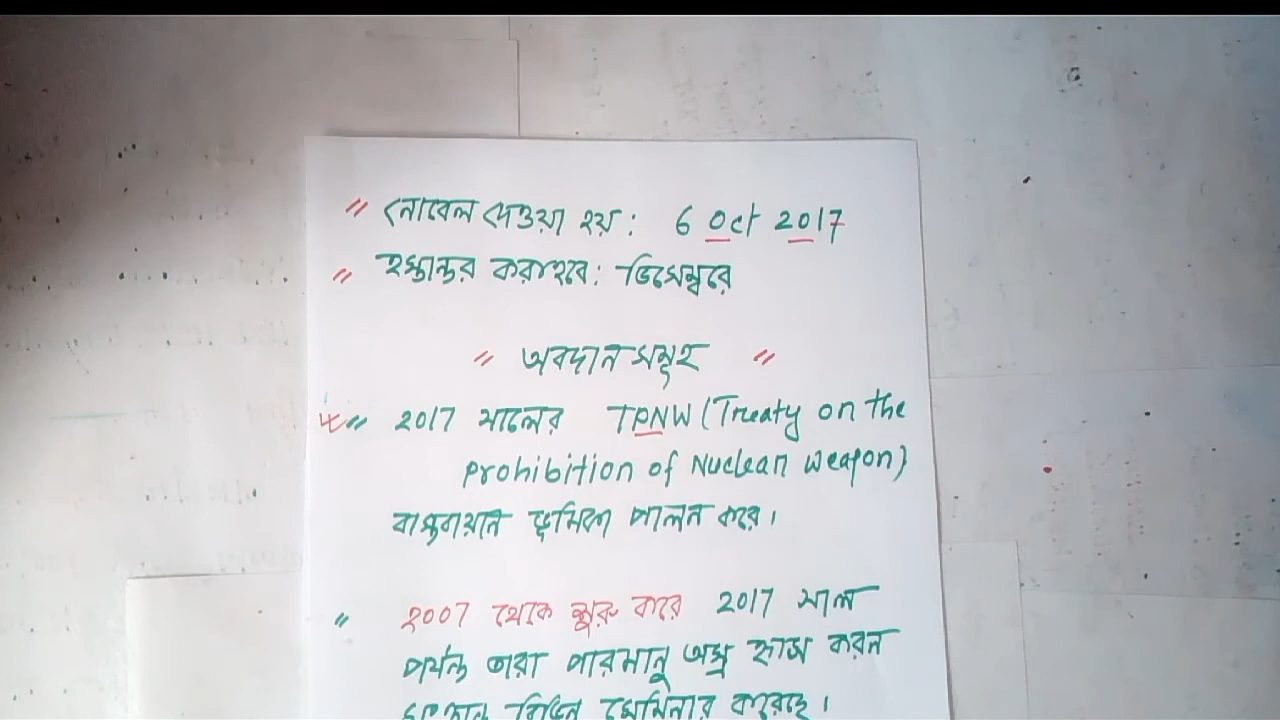 " নোবেল দেওয়া হয়: 6 Oct 2017
" হস্তান্তর করাহবে: ডিসেম্বরে
" অবদান সমূহ "
* " 2017 সালের TPNW (Treaty on the
Prohibition of Nuclear Weapon)
বাস্তবায়নে ভূমিকা পালন করে।
" 2007 থেকে শুরু করে 2017 সাল
পর্যন্ত তারা পারমানু অস্ত্র হ্রাস করন
বিভিন্ন সেমিনার করেছে।